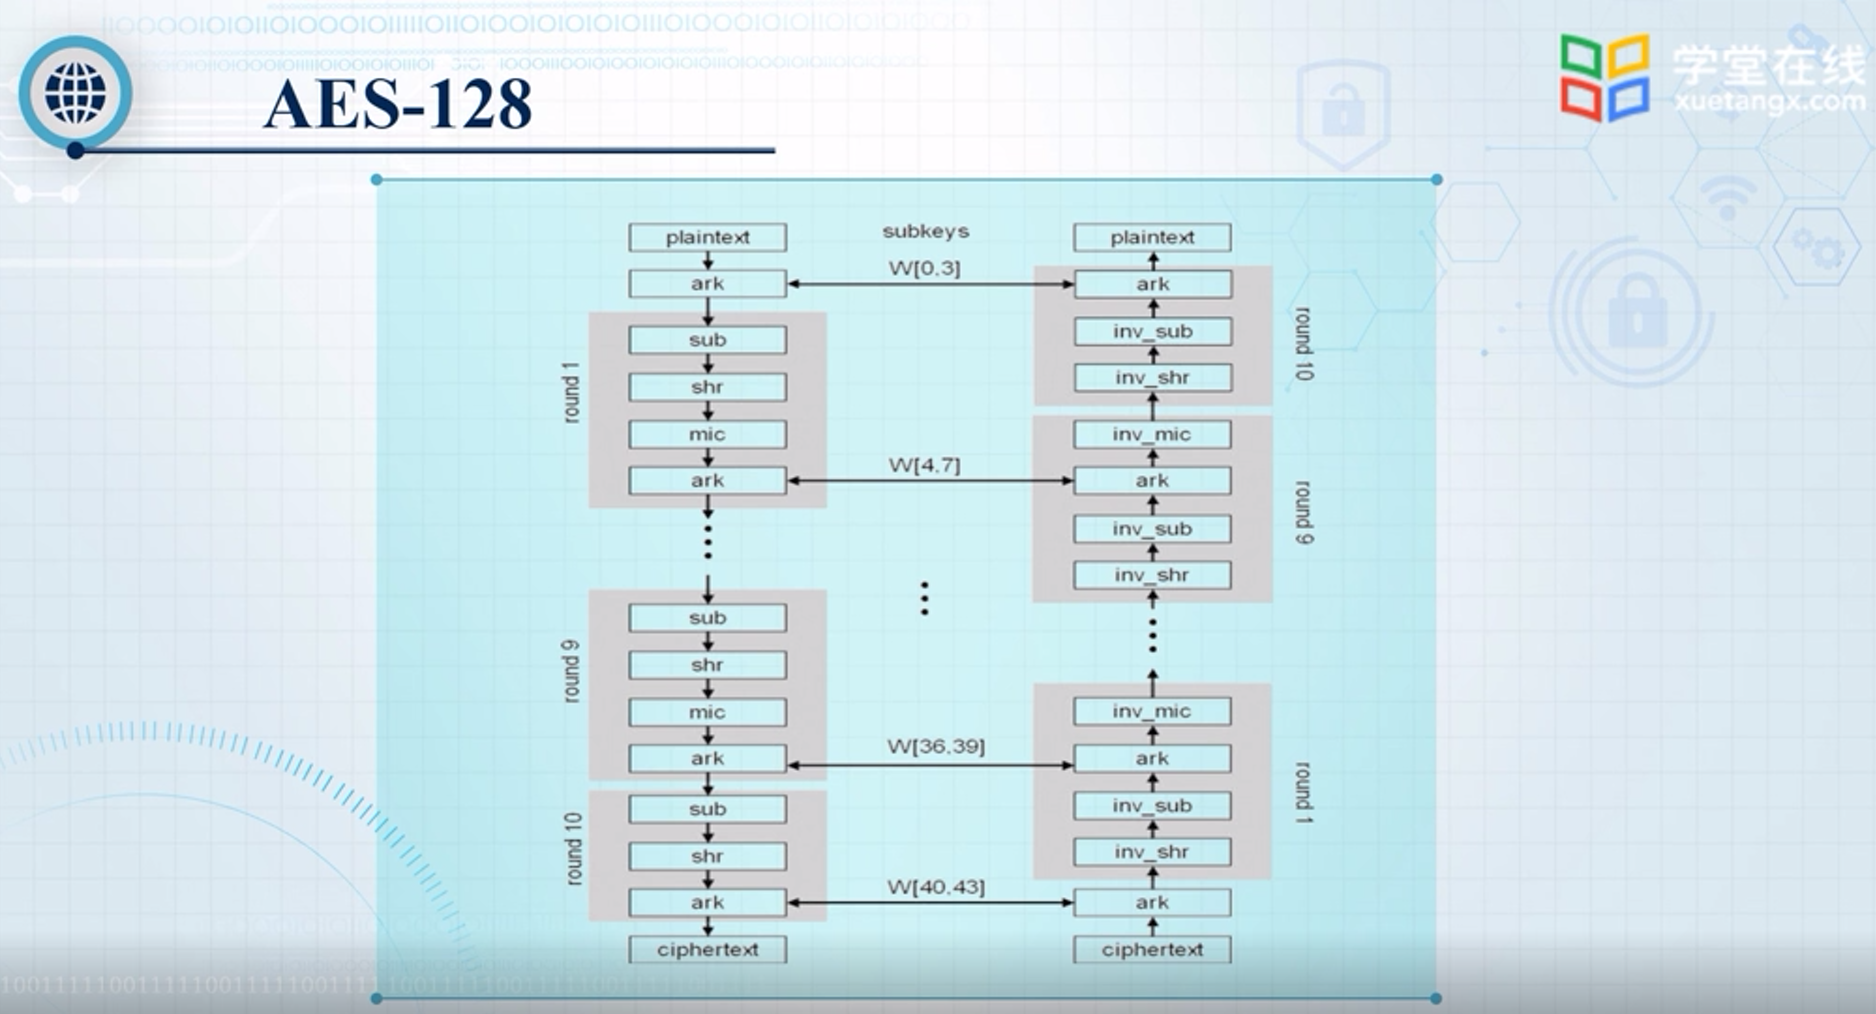 AES-128
学堂在线
xuetangx.com
plaintext
subkeys
plaintext
ark
W[0,3]
ark
round 1
sub
shr
mic
ark
W[4,7]
inv_sub
inv_shr
round 10
inv_mic
ark
inv_sub
inv_shr
round 9
round 9
sub
shr
mic
ark
W[36,39]
inv_mic
ark
inv_sub
inv_shr
round 1
round 10
sub
shr
ark
W[40,43]
ark
ciphertext
ciphertext